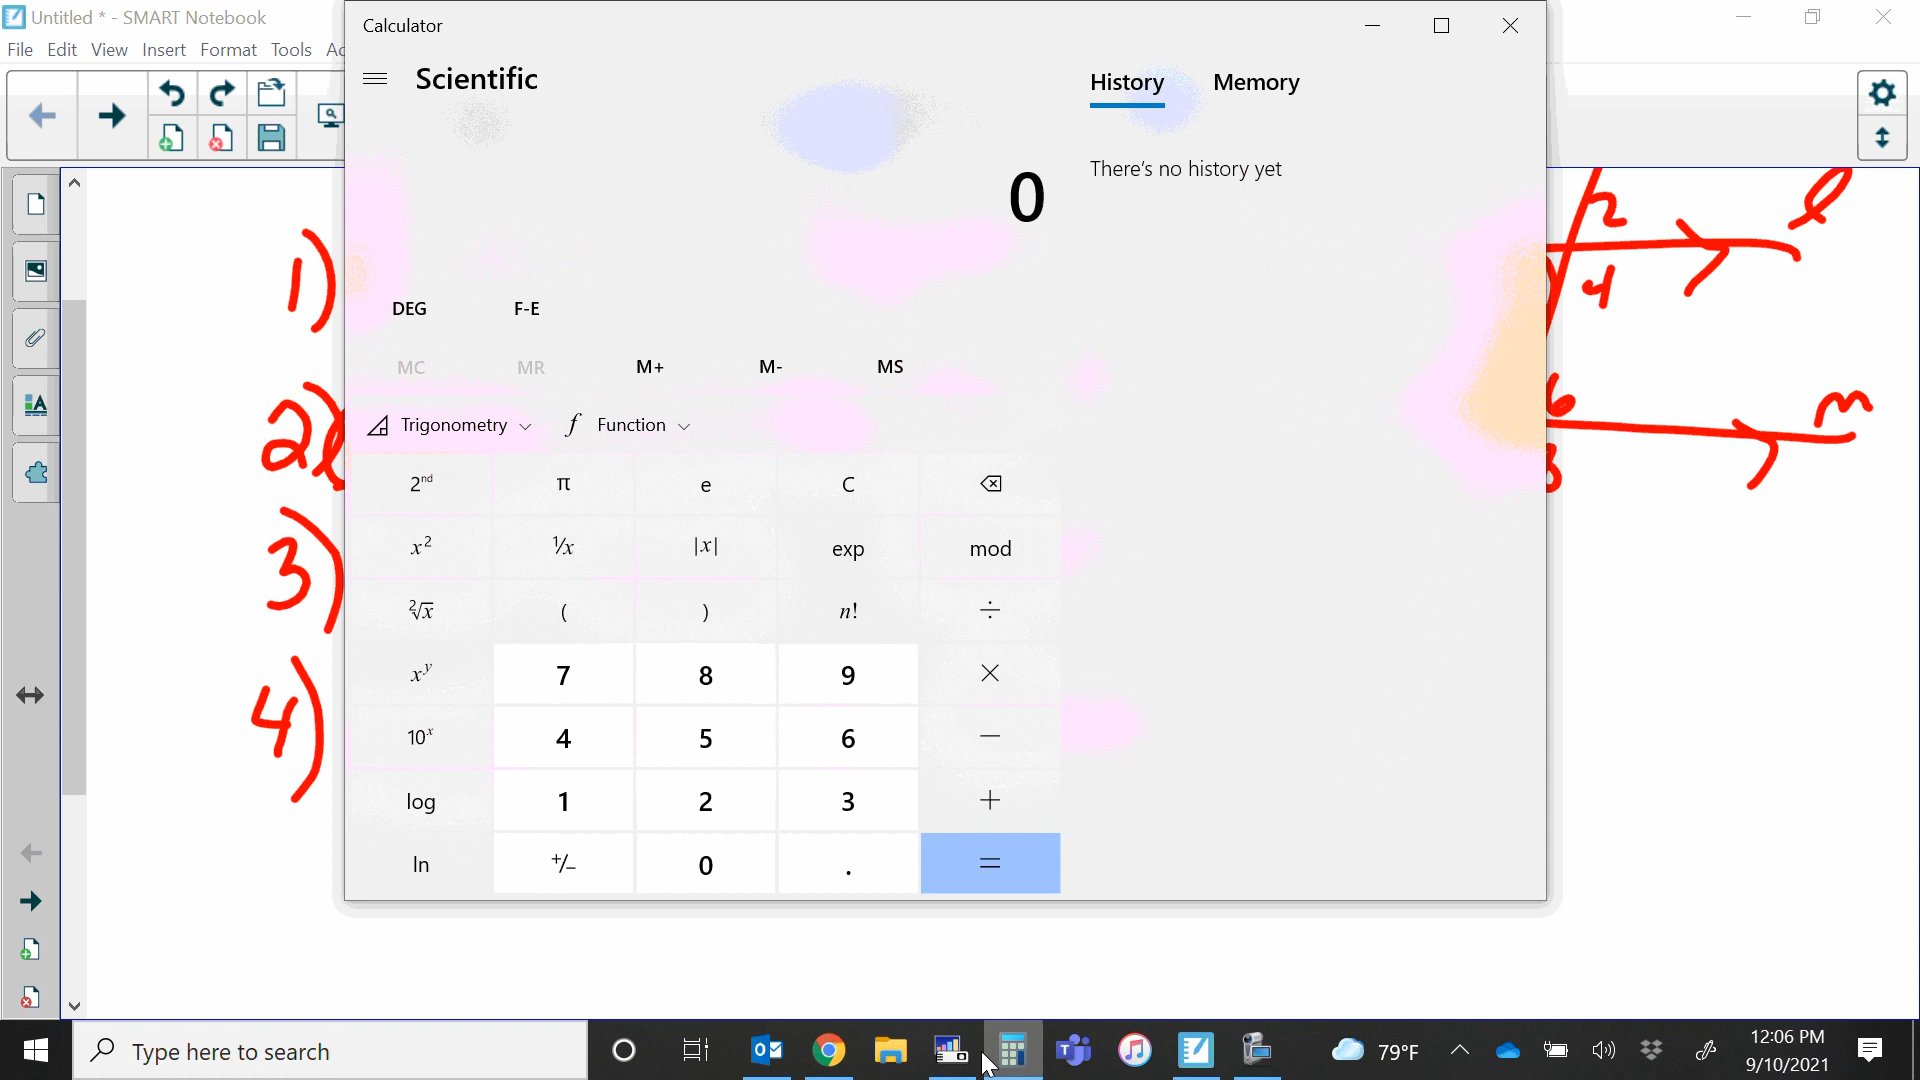 Untitled * - SMART Notebook
File Edit View Insert Format Tools
Calculator
Scientific
History Memory
There's no history yet
0
DEG F-E
MC MR M+ M- MS
Trigonometry f Function
2nd π e C
x2 1/x |x| exp mod
2√x ( ) n! ÷
xy 7 8 9 ×
10x 4 5 6 −
log 1 2 3 +
ln +/− 0 . =
1)
2)
3)
4)
l
4
6
m
8
Type here to search
79°F
12:06 PM
9/10/2021